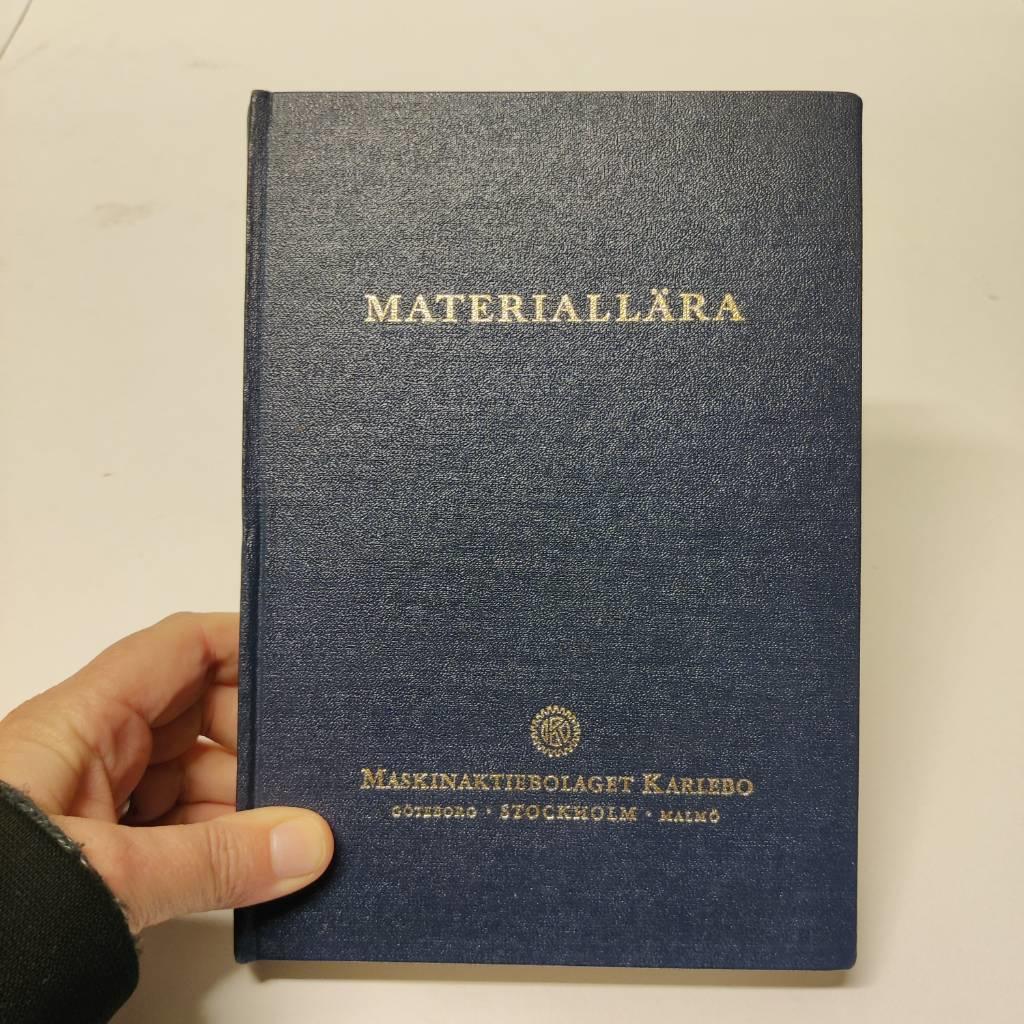 MATERIALLÄRA
MASKINAKTIEBOLAGET KARLEBO
GÖTEBORG · STOCKHOLM · MALMÖ